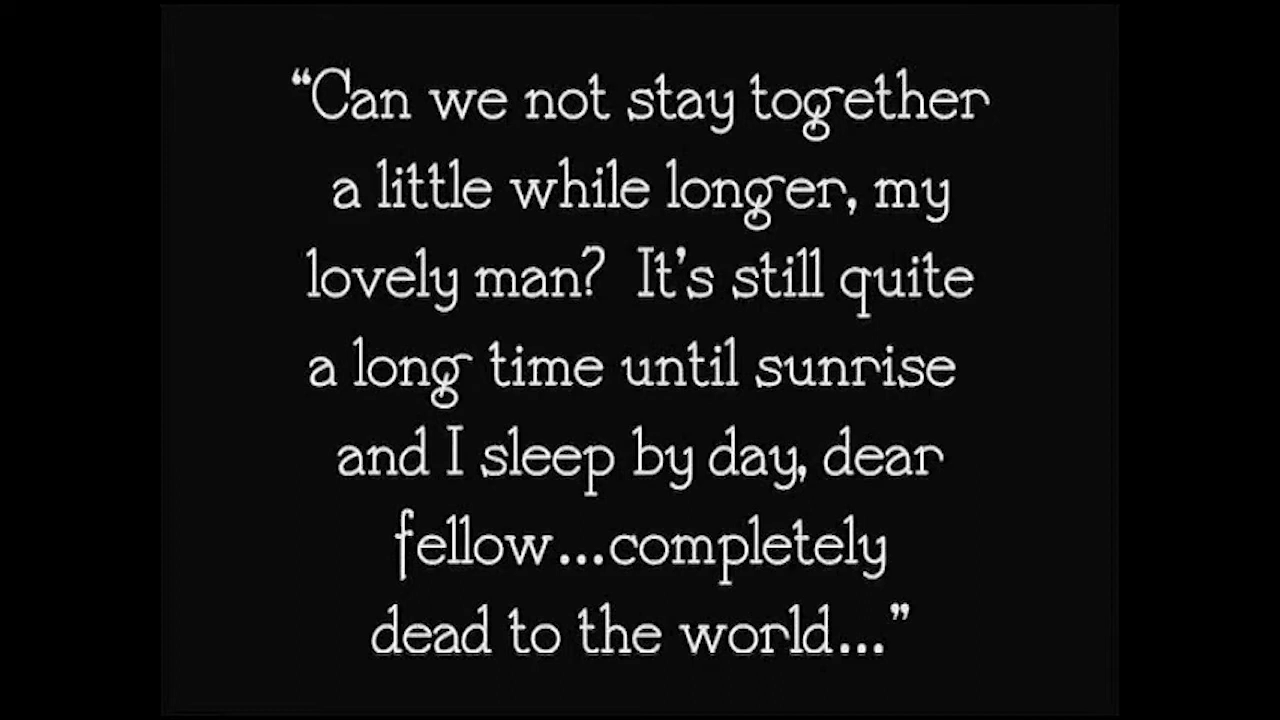 “Can we not stay together
a little while longer, my
lovely man? It’s still quite
a long time until sunrise
and I sleep by day, dear
fellow...completely
dead to the world...”